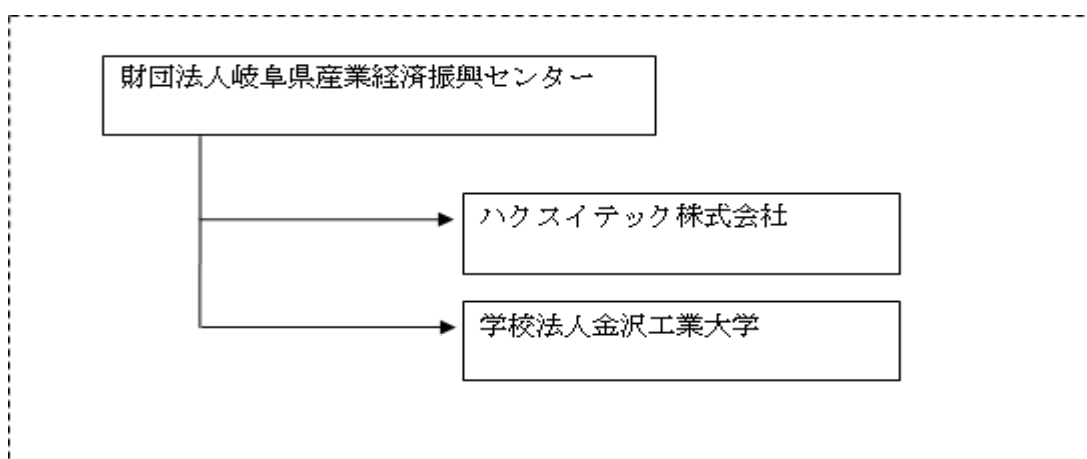 財団法人岐阜県産業経済振興センター
ハクスイテック株式会社
学校法人金沢工業大学